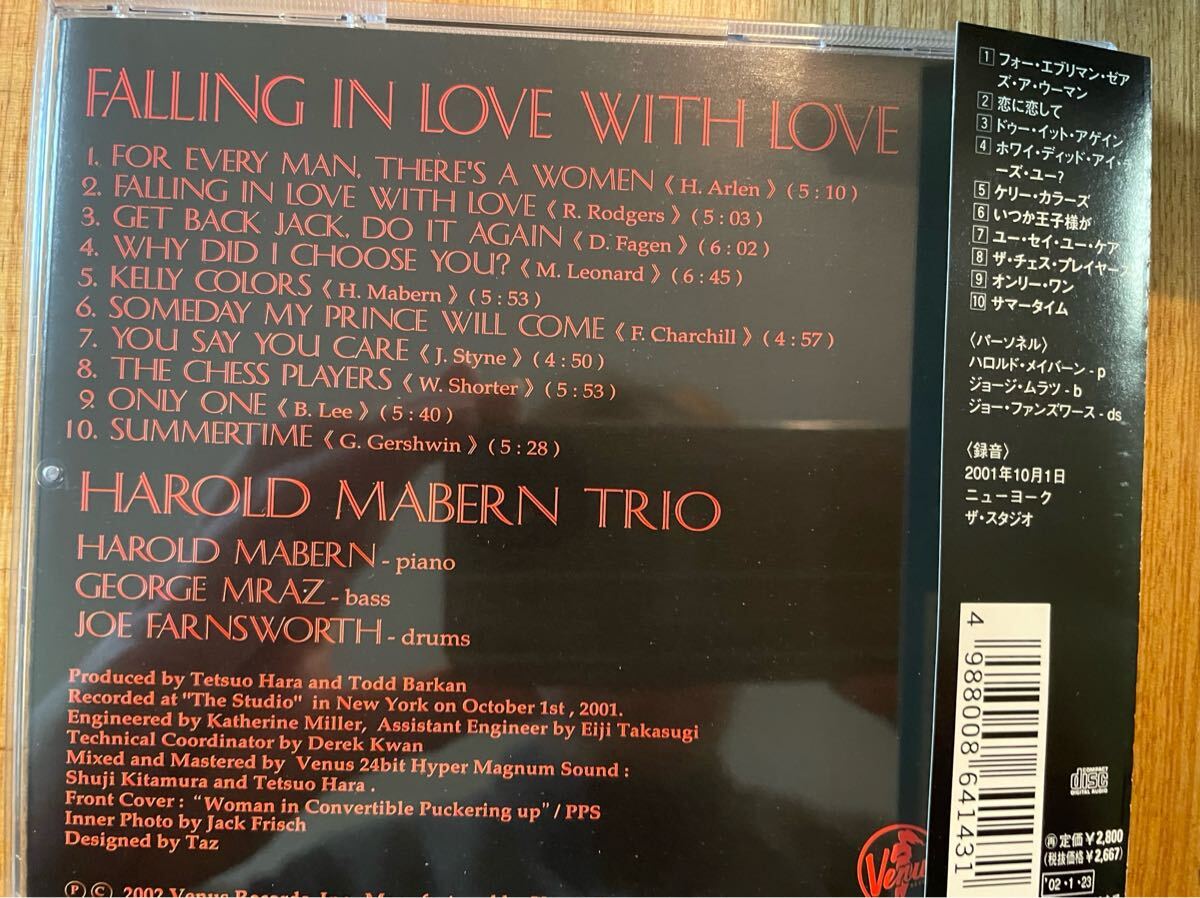 FALLING IN LOVE WITH LOVE
1. FOR EVERY MAN, THERE'S A WOMEN《H. Arlen》(5:10)
2. FALLING IN LOVE WITH LOVE《R. Rodgers》(5:03)
3. GET BACK JACK, DO IT AGAIN《D. Fagen》(6:02)
4. WHY DID I CHOOSE YOU?《M. Leonard》(6:45)
5. KELLY COLORS《H. Mabern》(5:53)
6. SOMEDAY MY PRINCE WILL COME《F. Charchill》(4:57)
7. YOU SAY YOU CARE《J. Styne》(4:50)
8. THE CHESS PLAYERS《W. Shorter》(5:53)
9. ONLY ONE《B. Lee》(5:40)
10. SUMMERTIME《G. Gershwin》(5:28)
HAROLD MABERN TRIO
HAROLD MABERN - piano
GEORGE MRAZ - bass
JOE FARNSWORTH - drums
Produced by Tetsuo Hara and Todd Barkan
Recorded at "The Studio" in New York on October 1st, 2001.
Engineered by Katherine Miller, Assistant Engineer by Eiji Takasugi
Technical Coordinator by Derek Kwan
Mixed and Mastered by Venus 24bit Hyper Magnum Sound :
Shuji Kitamura and Tetsuo Hara .
Front Cover : "Woman in Convertible Puckering up" / PPS
Inner Photo by Jack Frisch
Designed by Taz
Ⓟ Ⓒ 2002 Venus Records, Inc.
Venus
1 フォー・エブリマン・ゼア
ズ・ア・ウーマン
2 恋に恋して
3 ドゥー・イット・アゲイン
4 ホワイ・ディッド・アイ・
ーズ・ユー?
5 ケリー・カラーズ
6 いつか王子様が
7 ユー・セイ・ユー・ケア
8 ザ・チェス・プレイヤーズ
9 オンリー・ワン
10 サマータイム
〈パーソネル〉
ハロルド・メイバーン - p
ジョージ・ムラツ - b
ジョー・ファンズワース - ds
〈録音〉
2001年10月1日
ニューヨーク
ザ・スタジオ
4 988008 641431
COMPACT
disc
DIGITAL AUDIO
再 定価¥2,800
(税抜価格¥2,667)
'02・1・23